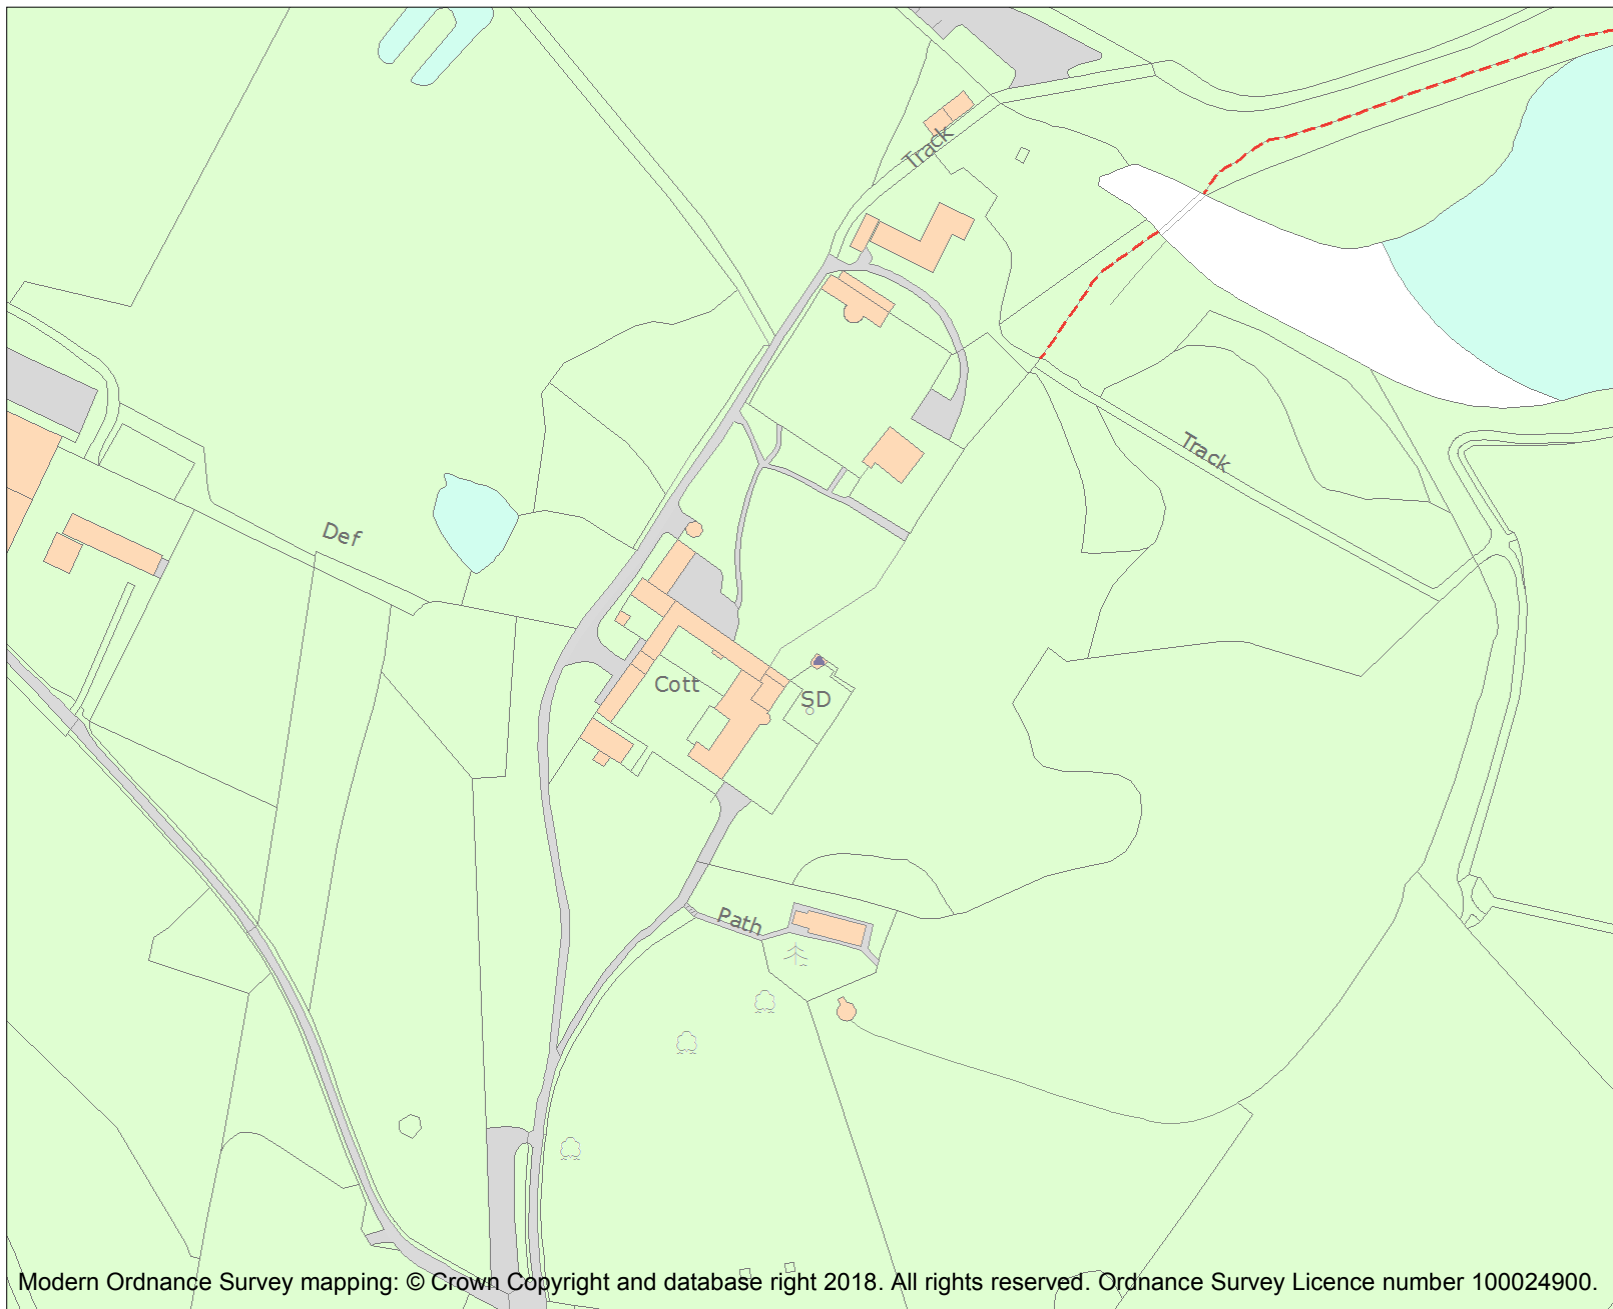 Track
Track
Def
Cott
SD
Path
Modern Ordnance Survey mapping: © Crown Copyright and database right 2018. All rights reserved. Ordnance Survey Licence number 100024900.